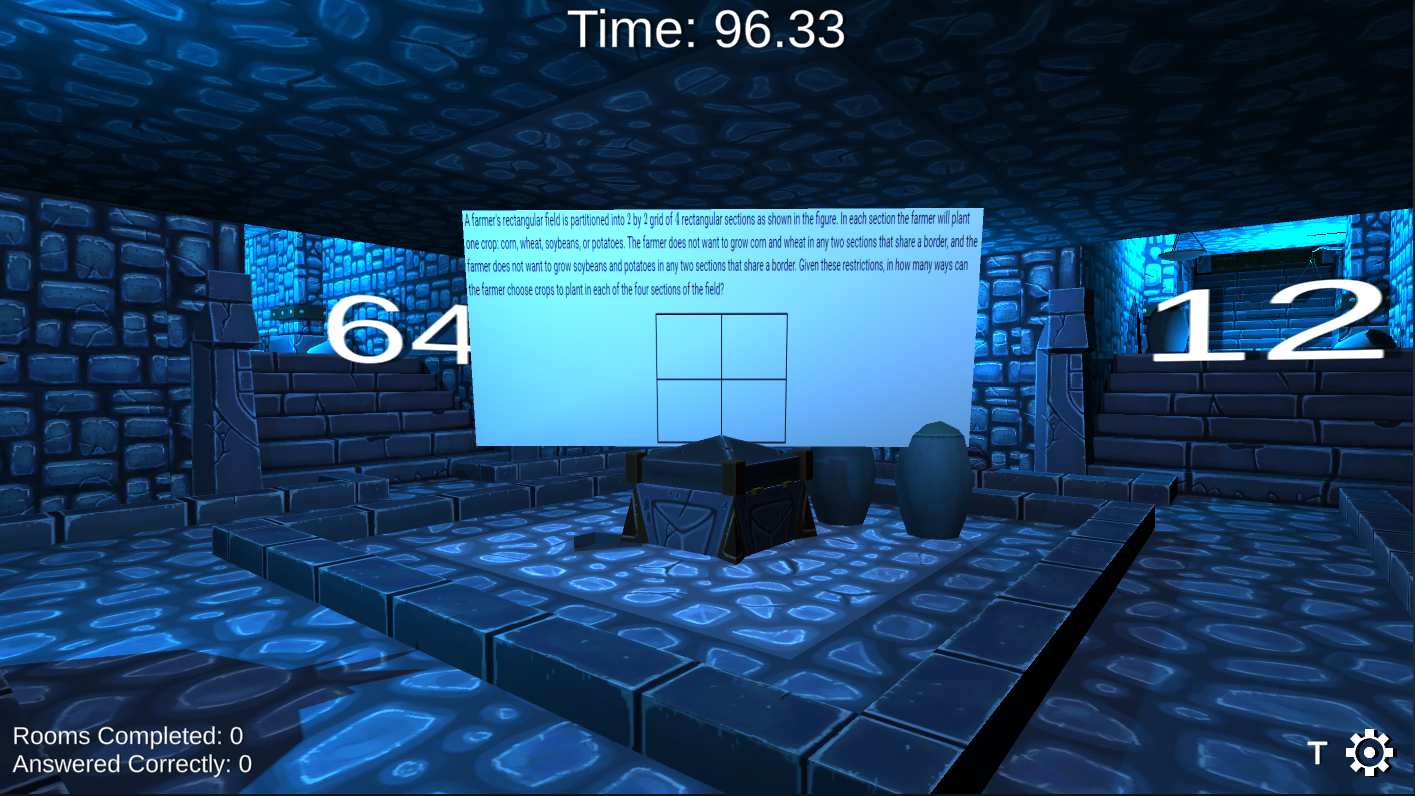 Time: 96.33
A farmer's rectangular field is partitioned into 2 by 2 grid of 4 rectangular sections as shown in the figure. In each section the farmer will plant
one crop: corn, wheat, soybeans, or potatoes. The farmer does not want to grow corn and wheat in any two sections that share a border, and the
farmer does not want to grow soybeans and potatoes in any two sections that share a border. Given these restrictions, in how many ways can
the farmer choose crops to plant in each of the four sections of the field?
64
12
Rooms Completed: 0
Answered Correctly: 0
T